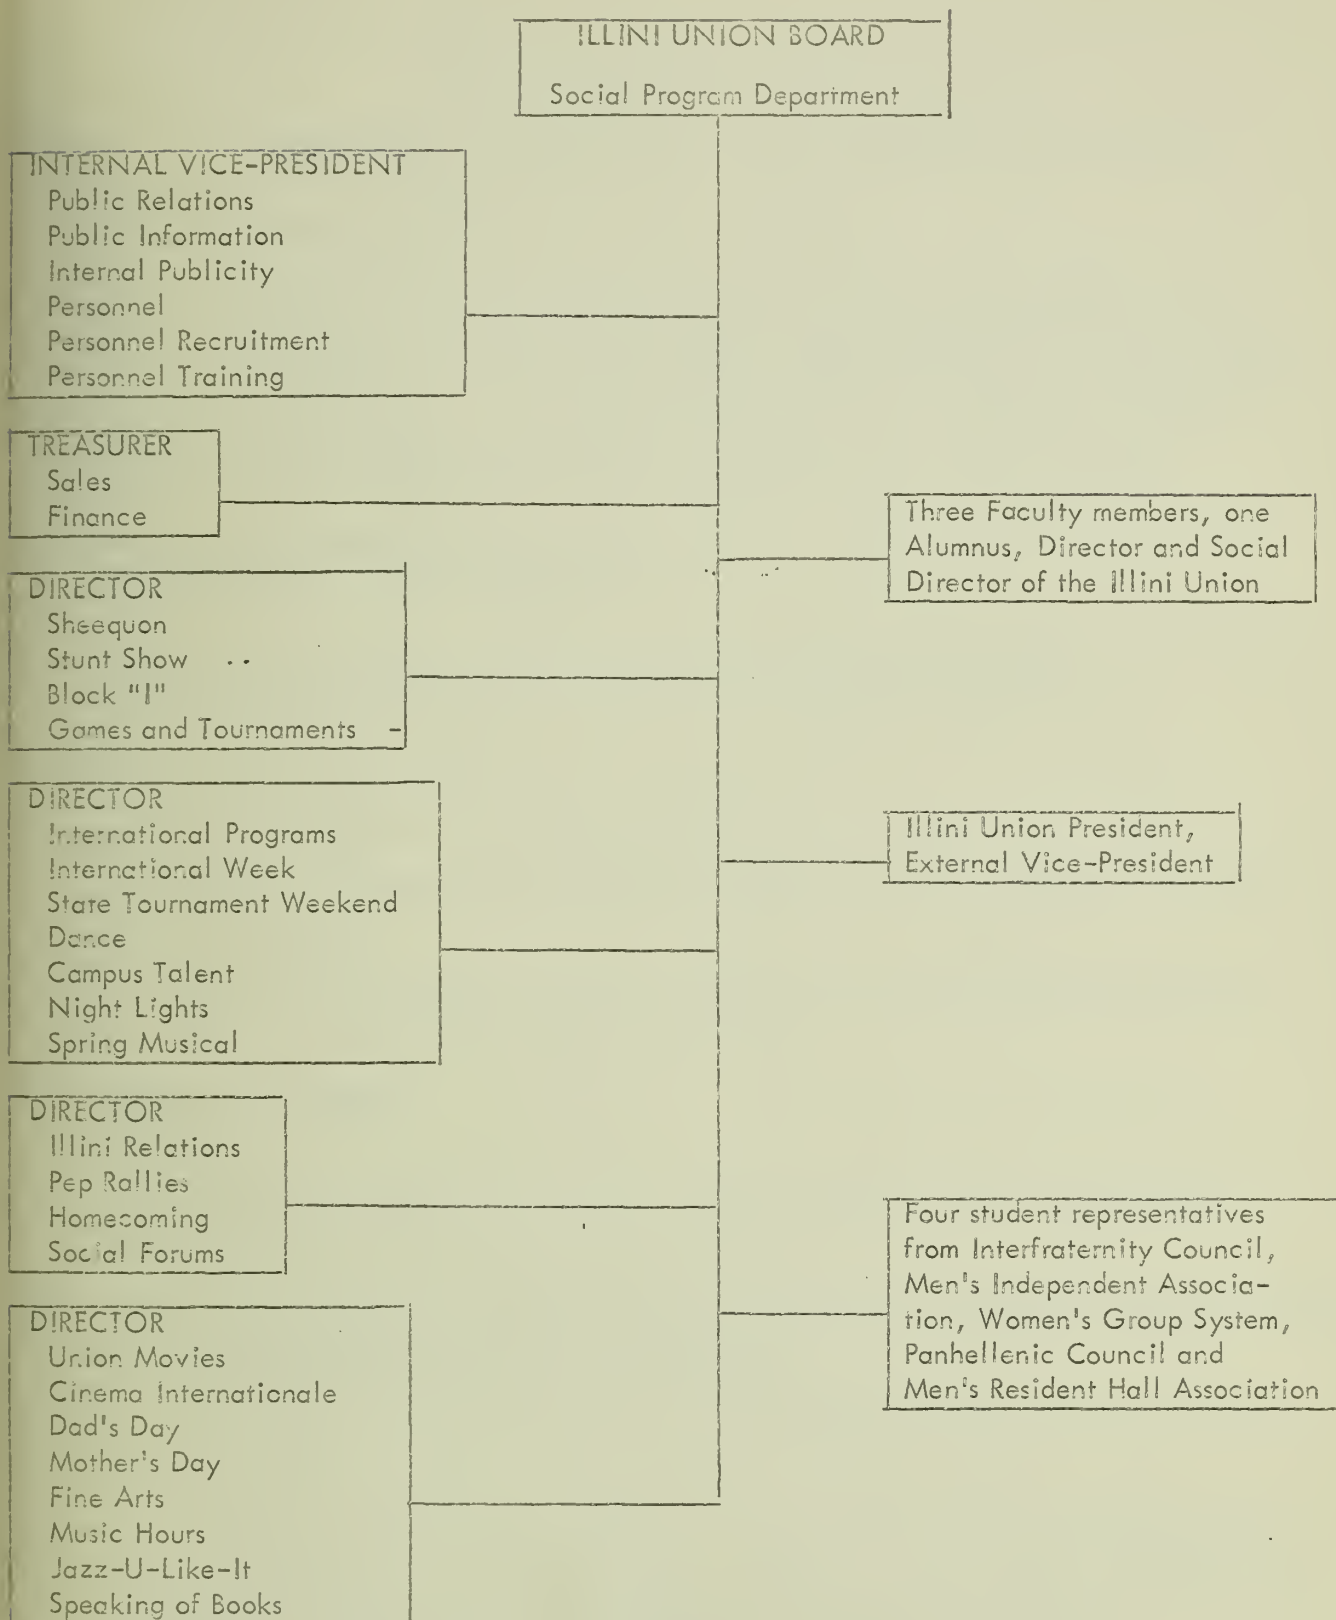 ILLINI UNION BOARD
Social Program Department
INTERNAL VICE-PRESIDENT
Public Relations
Public Information
Internal Publicity
Personnel
Personnel Recruitment
Personnel Training
TREASURER
Sales
Finance
Three Faculty members, one
Alumnus, Director and Social
Director of the Illini Union
DIRECTOR
Sheequon
Stunt Show
Block "I"
Games and Tournaments
DIRECTOR
International Programs
International Week
State Tournament Weekend
Dance
Campus Talent
Night Lights
Spring Musical
Illini Union President,
External Vice-President
DIRECTOR
Illini Relations
Pep Rallies
Homecoming
Social Forums
Four student representatives
from Interfraternity Council,
Men's Independent Associa-
tion, Women's Group System,
Panhellenic Council and
Men's Resident Hall Association
DIRECTOR
Union Movies
Cinema Internationale
Dad's Day
Mother's Day
Fine Arts
Music Hours
Jazz-U-Like-It
Speaking of Books